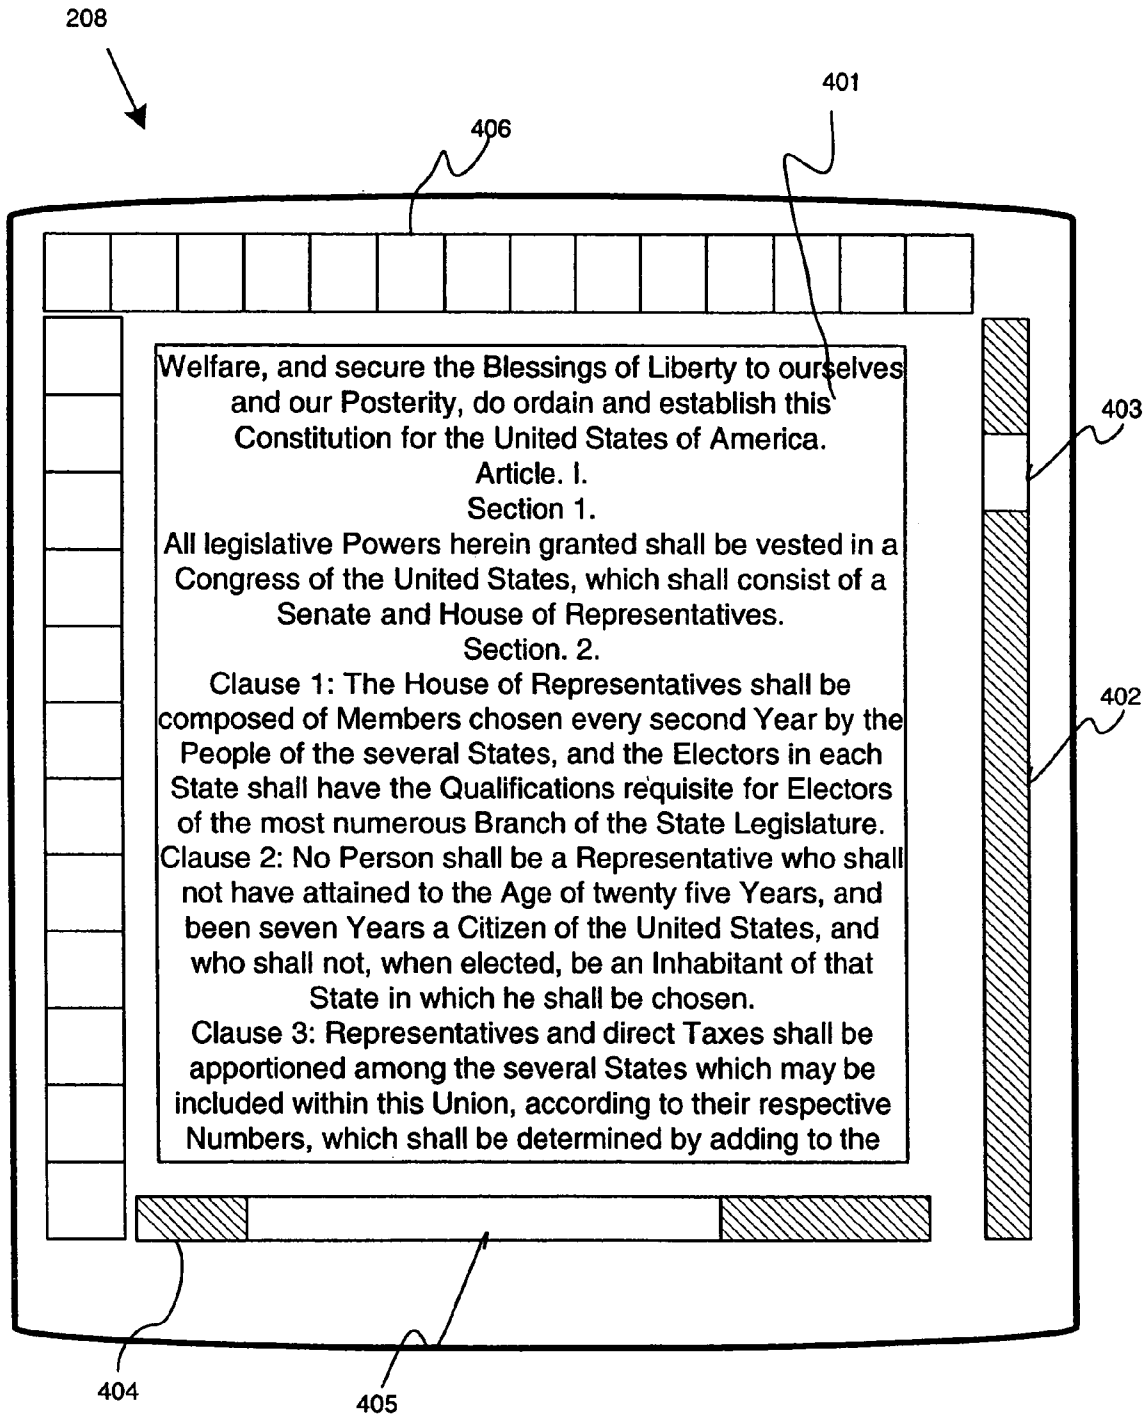 208
401
406
Welfare, and secure the Blessings of Liberty to ourselves
and our Posterity, do ordain and establish this
Constitution for the United States of America.
Article. I.
Section 1.
All legislative Powers herein granted shall be vested in a
Congress of the United States, which shall consist of a
Senate and House of Representatives.
Section. 2.
Clause 1: The House of Representatives shall be
composed of Members chosen every second Year by the
People of the several States, and the Electors in each
State shall have the Qualifications requisite for Electors
of the most numerous Branch of the State Legislature.
Clause 2: No Person shall be a Representative who shall
not have attained to the Age of twenty five Years, and
been seven Years a Citizen of the United States, and
who shall not, when elected, be an Inhabitant of that
State in which he shall be chosen.
Clause 3: Representatives and direct Taxes shall be
apportioned among the several States which may be
included within this Union, according to their respective
Numbers, which shall be determined by adding to the
403
402
404
405